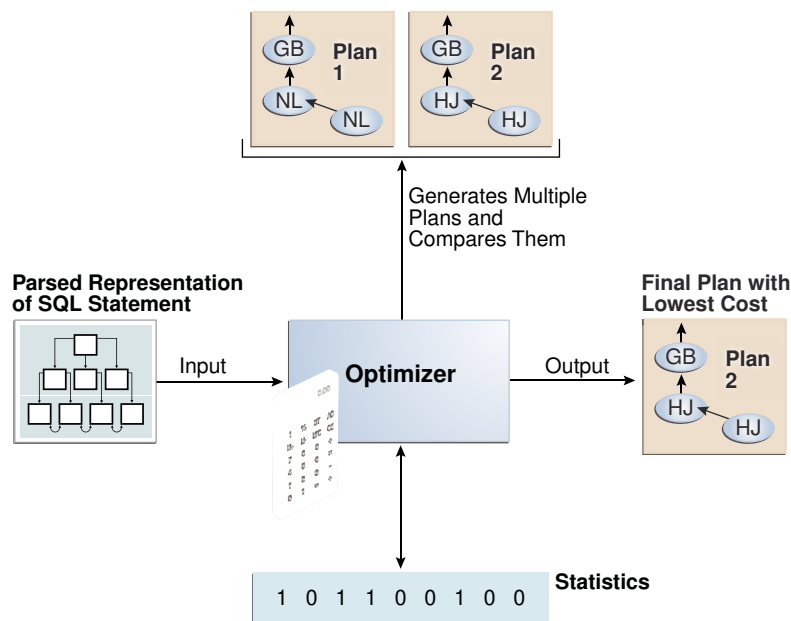 GB
Plan
1
NL
NL
GB
Plan
2
HJ
HJ
Generates Multiple
Plans and
Compares Them
Parsed Representation
of SQL Statement
Input
Optimizer
Output
Final Plan with
Lowest Cost
GB
Plan
2
HJ
HJ
Statistics
1 0 1 1 0 0 1 0 0